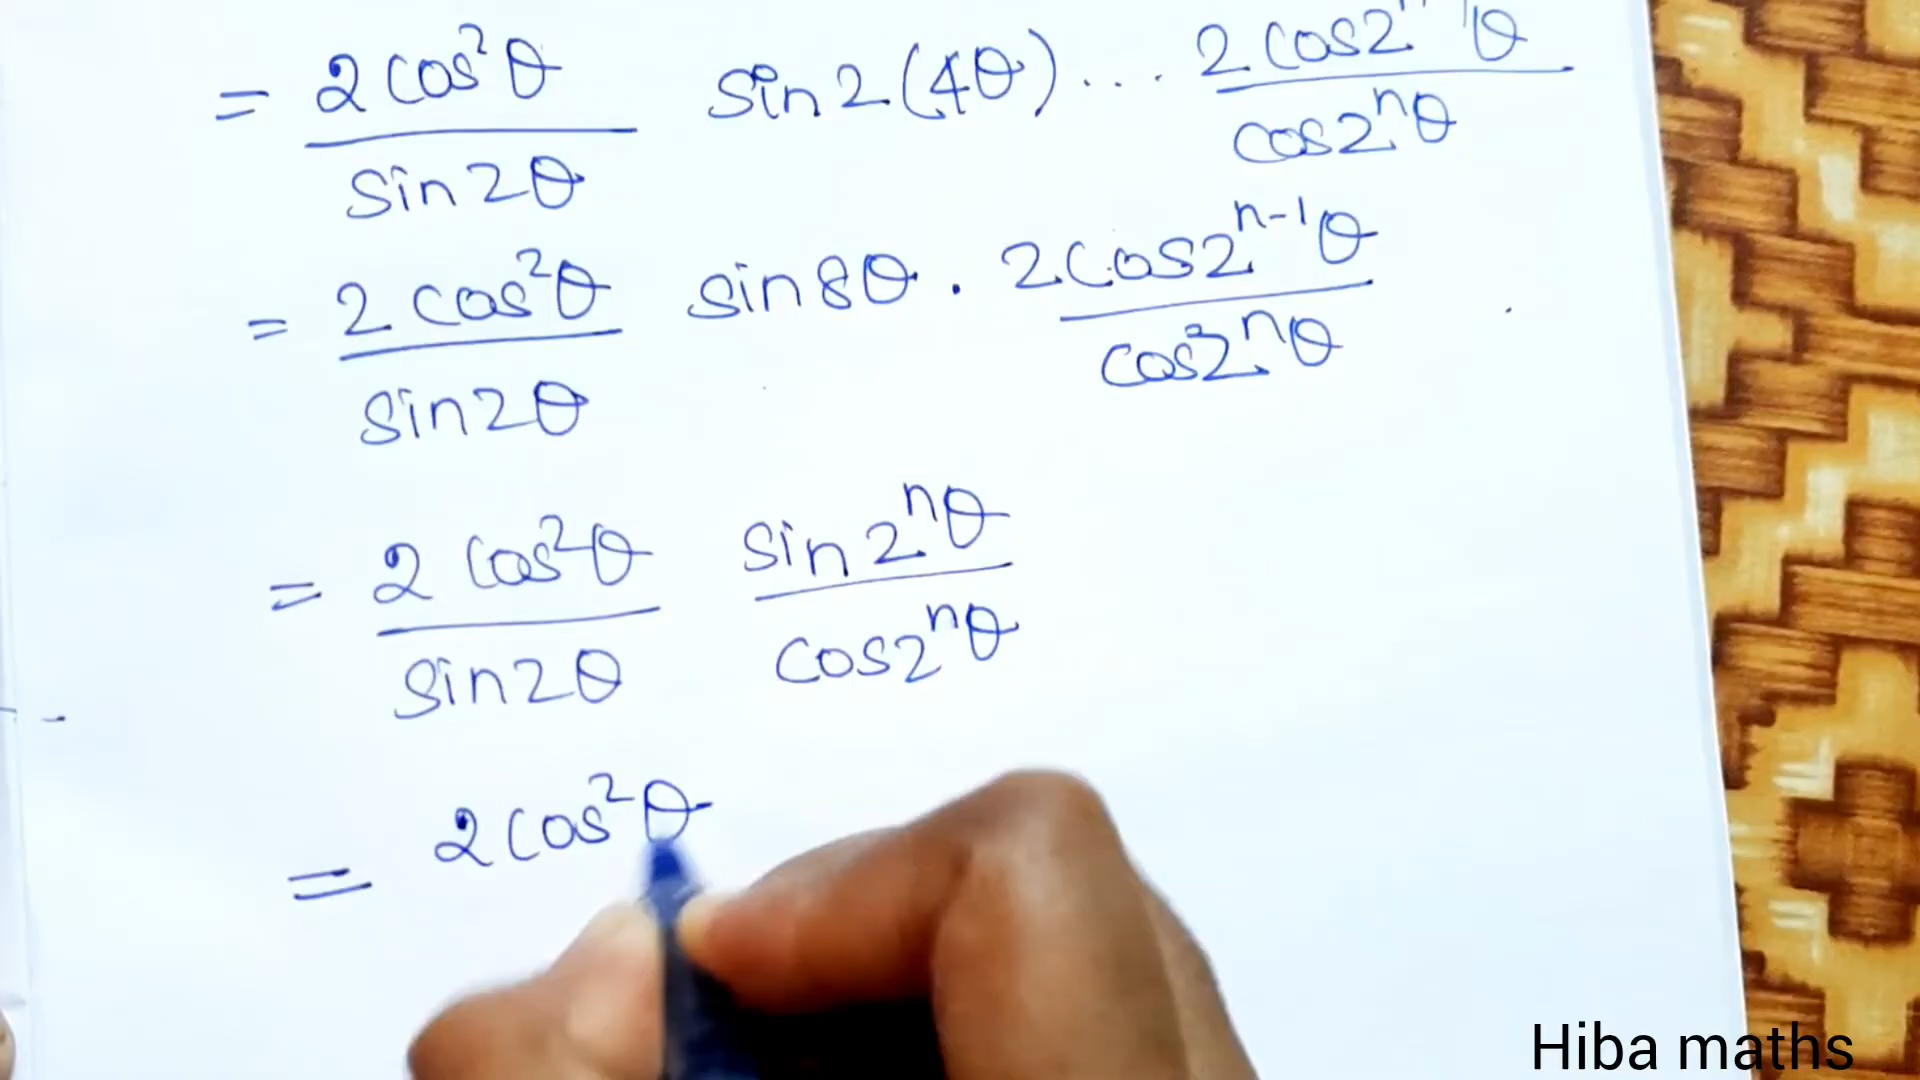 = 2cos²θ / sin2θ sin2(4θ)... 2cos2ⁿ⁻¹θ / cos2ⁿθ
= 2cos²θ / sin2θ sin8θ . 2cos2ⁿ⁻¹θ / cos2ⁿθ
= 2cos²θ / sin2θ sin2ⁿθ / cos2ⁿθ
= 2cos²θ
Hiba maths